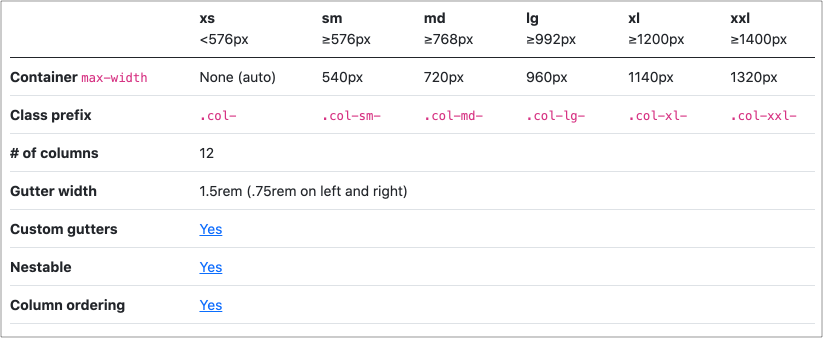 xs sm md lg xl xxl
<576px ≥576px ≥768px ≥992px ≥1200px ≥1400px
Container max-width None (auto) 540px 720px 960px 1140px 1320px
Class prefix .col- .col-sm- .col-md- .col-lg- .col-xl- .col-xxl-
# of columns 12
Gutter width 1.5rem (.75rem on left and right)
Custom gutters Yes
Nestable Yes
Column ordering Yes